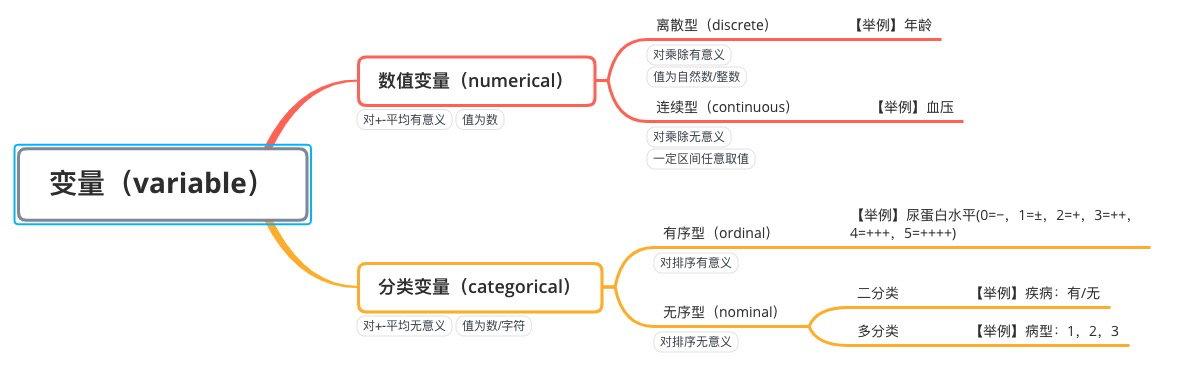 变量（variable）
数值变量（numerical）
对+-平均有意义
值为数
离散型（discrete）
【举例】年龄
对乘除有意义
值为自然数/整数
连续型（continuous）
【举例】血压
对乘除无意义
一定区间任意取值
分类变量（categorical）
对+-平均无意义
值为数/字符
有序型（ordinal）
【举例】尿蛋白水平(0=−，1=±，2=+，3=++，
4=+++，5=++++)
对排序有意义
无序型（nominal）
对排序无意义
二分类
【举例】疾病：有/无
多分类
【举例】病型：1，2，3